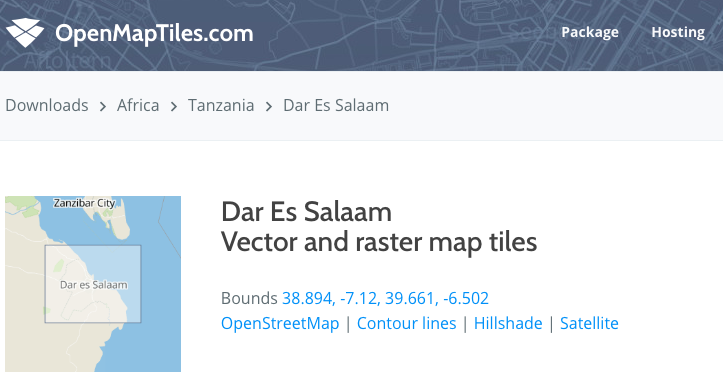 OpenMapTiles.com
Package
Hosting
Downloads > Africa > Tanzania > Dar Es Salaam
Zanzibar City
Dar es Salaam
Dar Es Salaam
Vector and raster map tiles
Bounds 38.894, -7.12, 39.661, -6.502
OpenStreetMap | Contour lines | Hillshade | Satellite